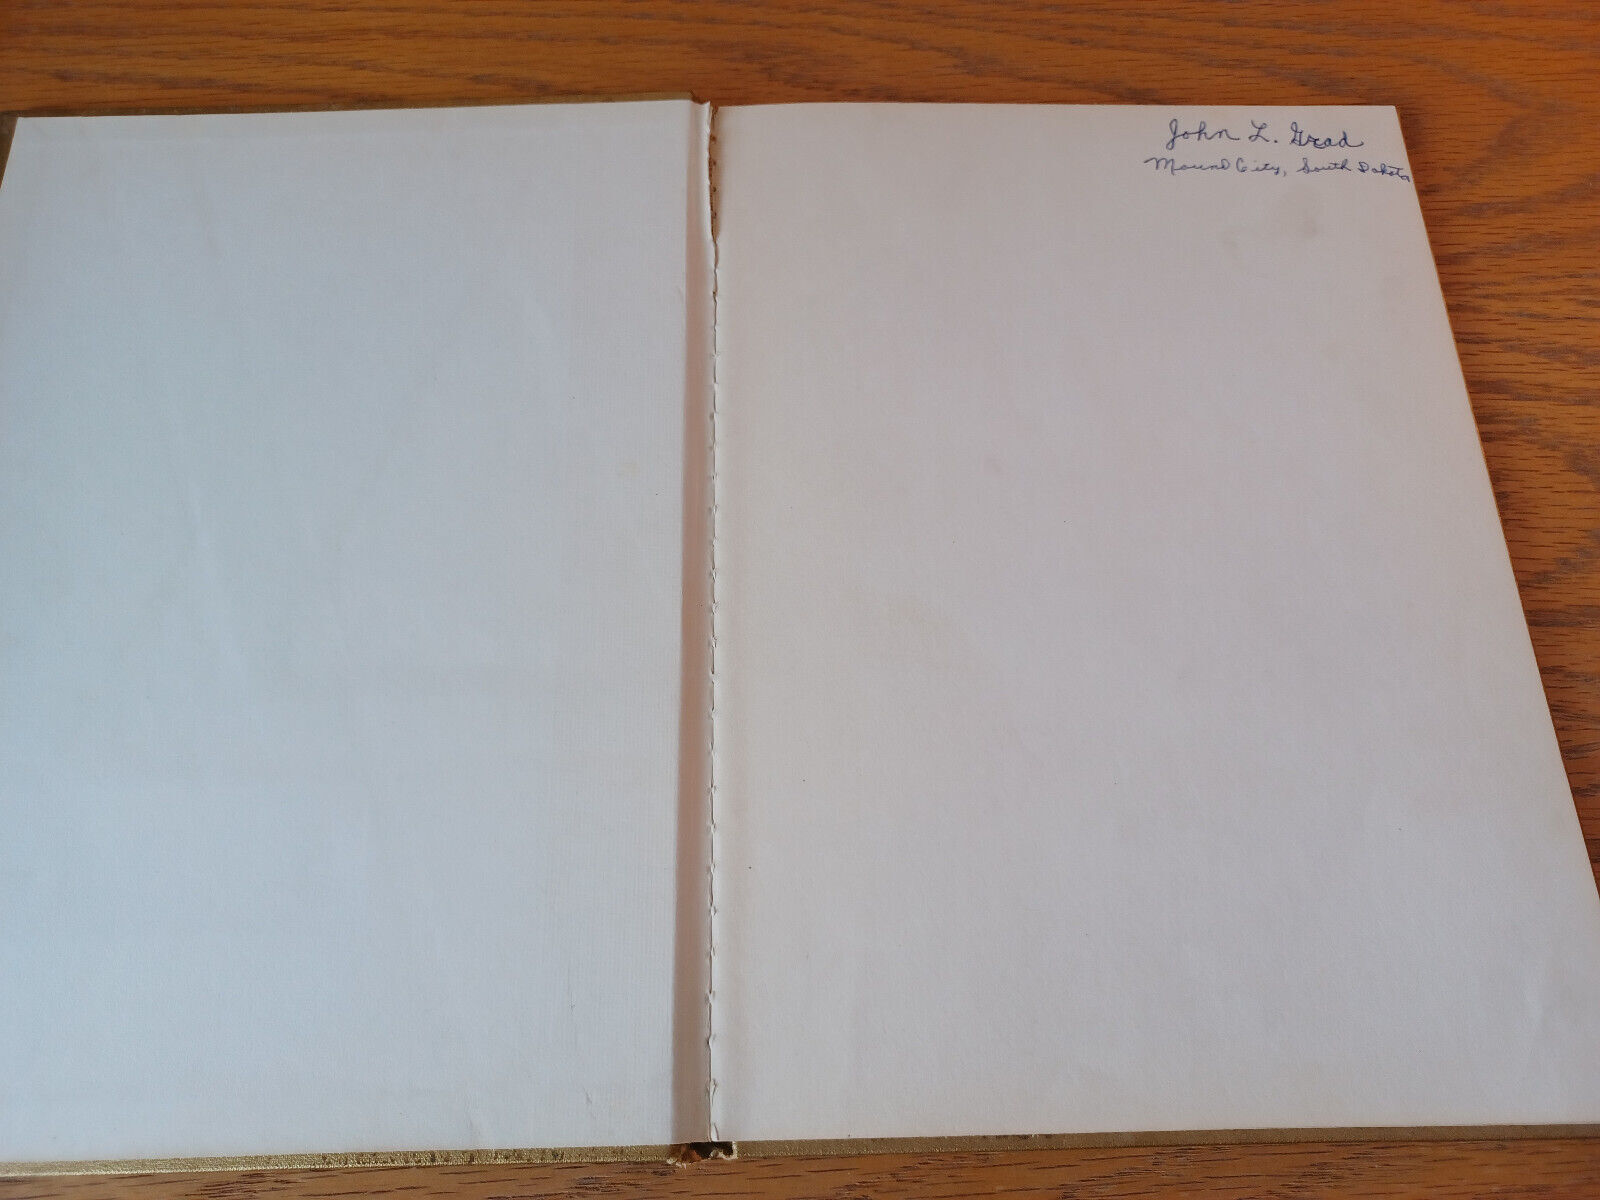 John L. Grad
Mound City, South Dakota